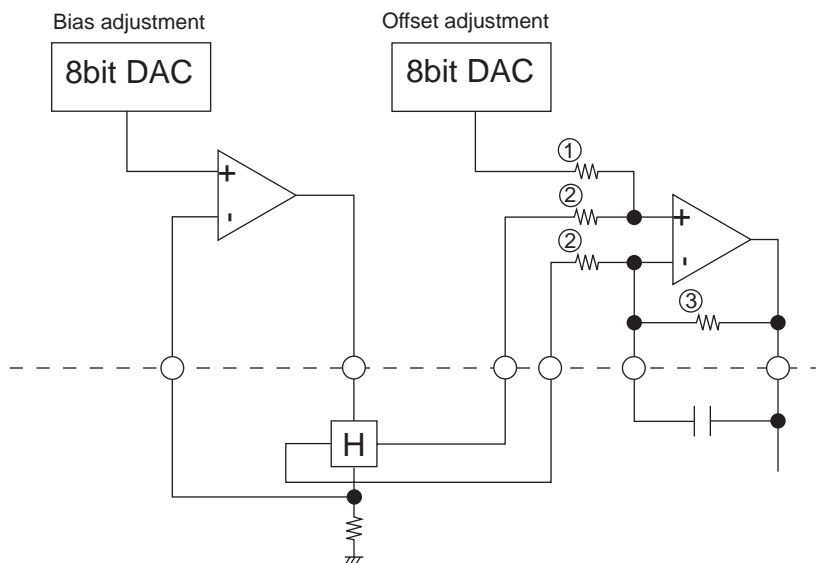 Bias adjustment
Offset adjustment
8bit DAC
8bit DAC
①
+
②
+
-
②
-
③
H